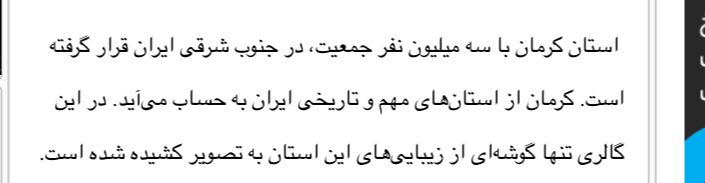 استان کرمان با سه میلیون نفر جمعیت، در جنوب شرقی ایران قرار گرفته
است. کرمان از استان‌های مهم و تاریخی ایران به حساب می‌آید. در این
گالری تنها گوشه‌ای از زیبایی‌های این استان به تصویر کشیده شده است.